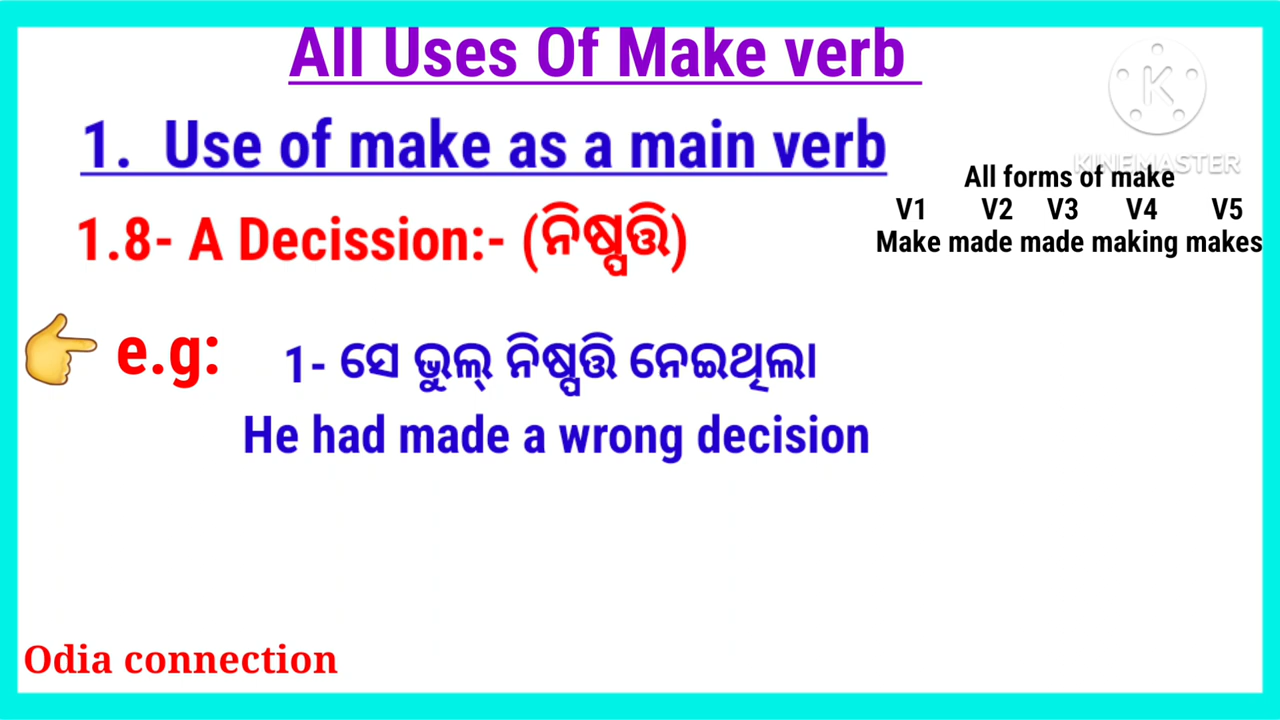 All Uses Of Make verb
1. Use of make as a main verb
KINEMASTER
All forms of make
V1 V2 V3 V4 V5
Make made made making makes
1.8- A Decission:- (ନିଷ୍ପତ୍ତି)
e.g: 1- ସେ ଭୁଲ୍ ନିଷ୍ପତ୍ତି ନେଇଥିଲା
He had made a wrong decision
Odia connection